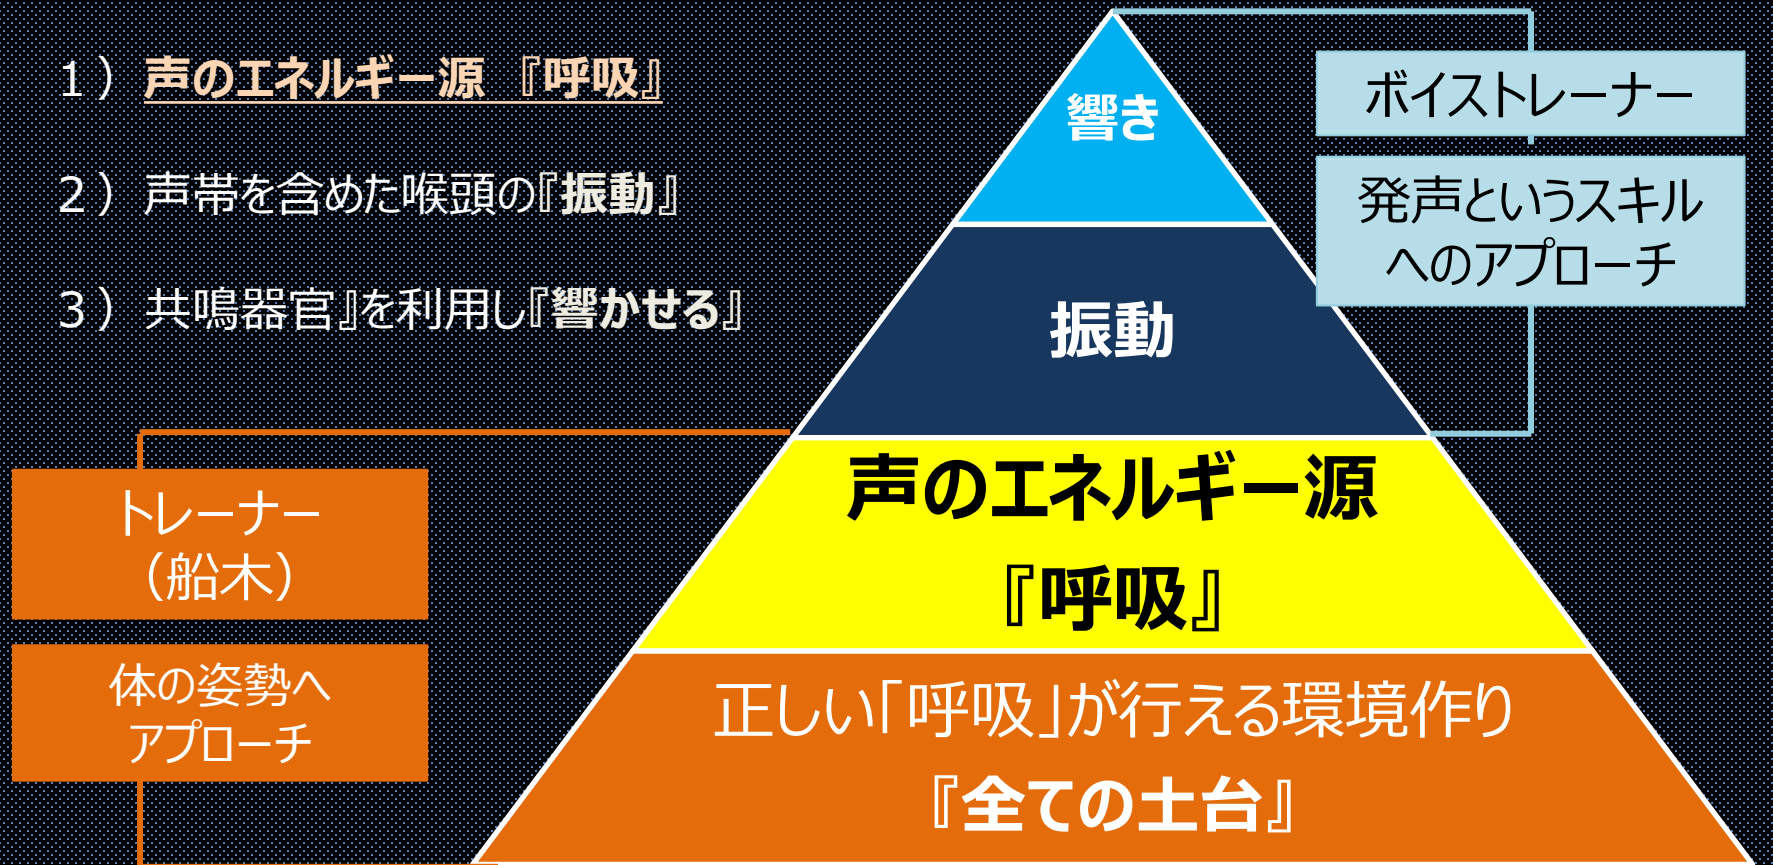 １）声のエネルギー源『呼吸』
２）声帯を含めた喉頭の『振動』
３）共鳴器官』を利用し『響かせる』
響き
振動
声のエネルギー源
『呼吸』
正しい「呼吸」が行える環境作り
『全ての土台』
ボイストレーナー
発声というスキル
へのアプローチ
トレーナー
（船木）
体の姿勢へ
アプローチ